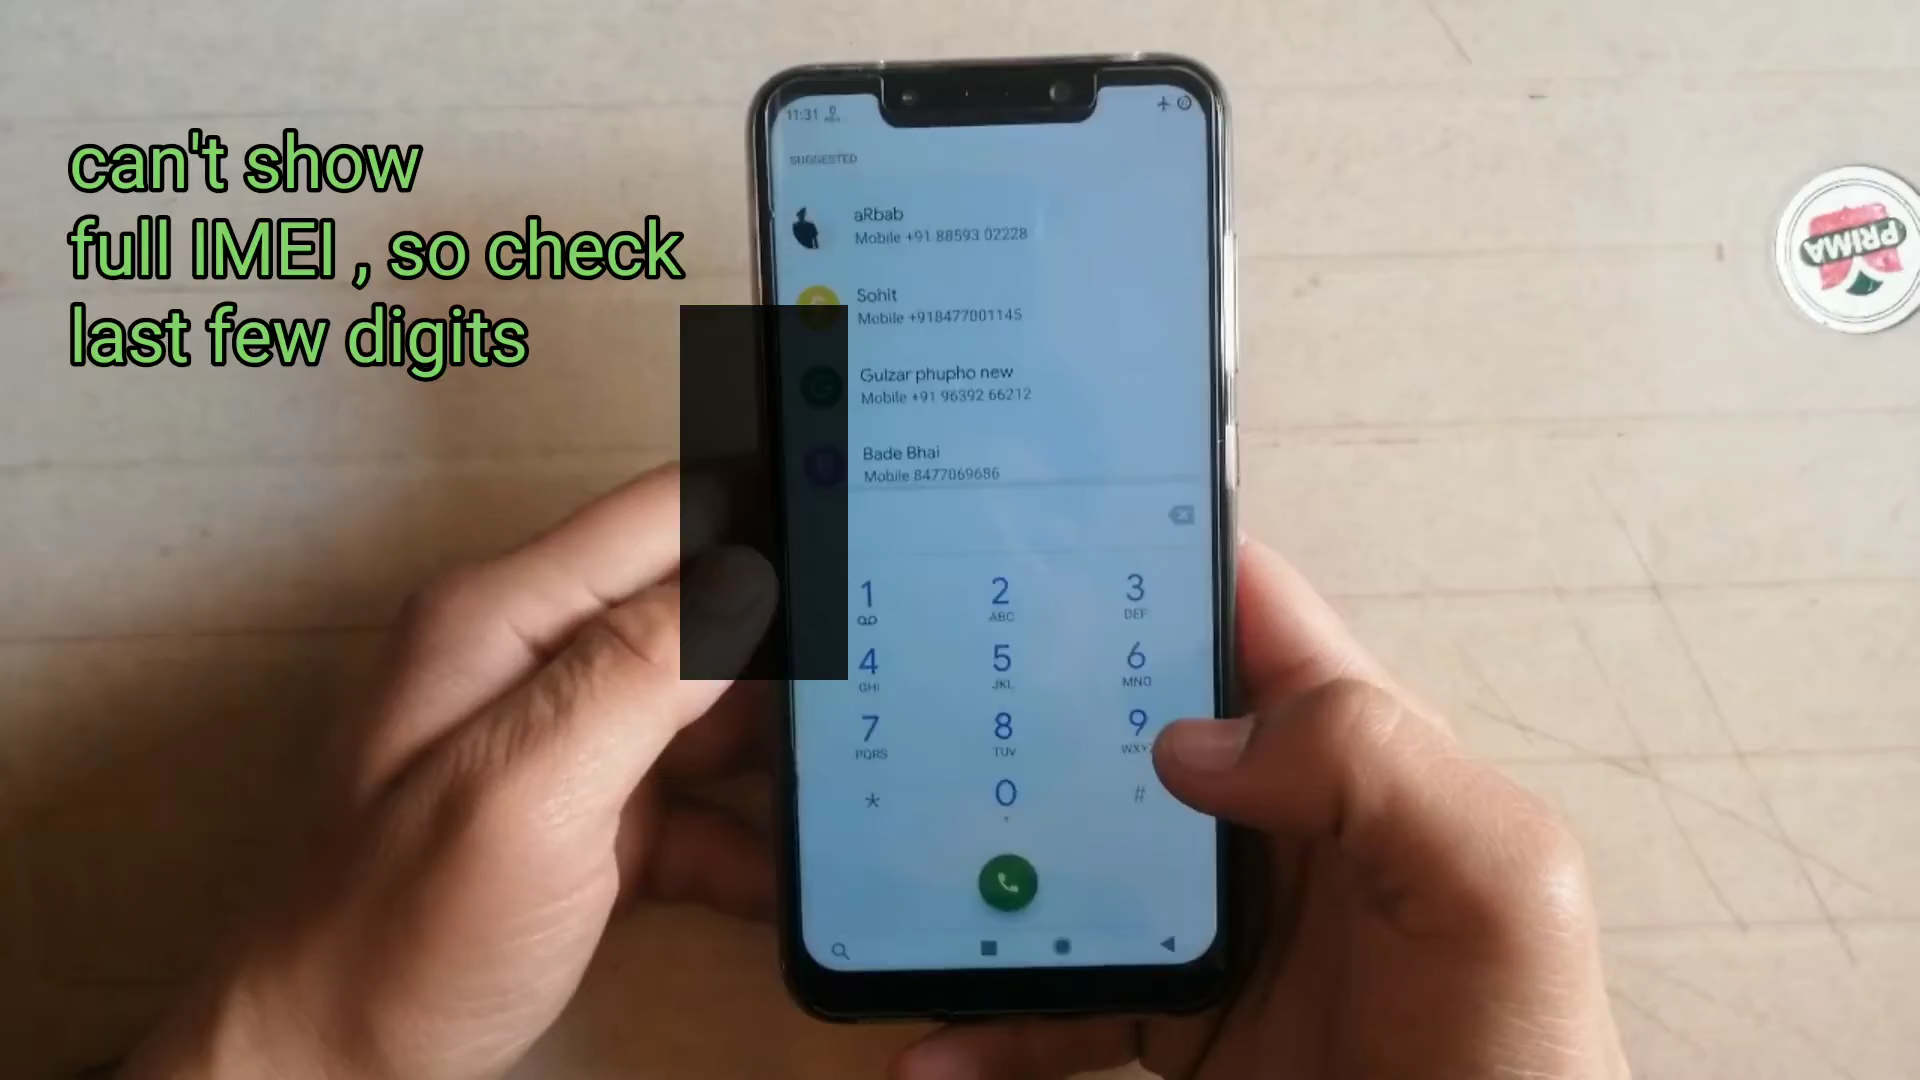 can't show
full IMEI , so check
last few digits
11:31
SUGGESTED
aRbab
Mobile +91 88593 02228
Sohit
Mobile +918477001145
Gulzar phupho new
Mobile +91 96392 66212
Bade Bhai
Mobile 8477069686
1 2 3
ABC DEF
4 5 6
GHI JKL MNO
7 8 9
PQRS TUV WXYZ
* 0 #
PRIMA